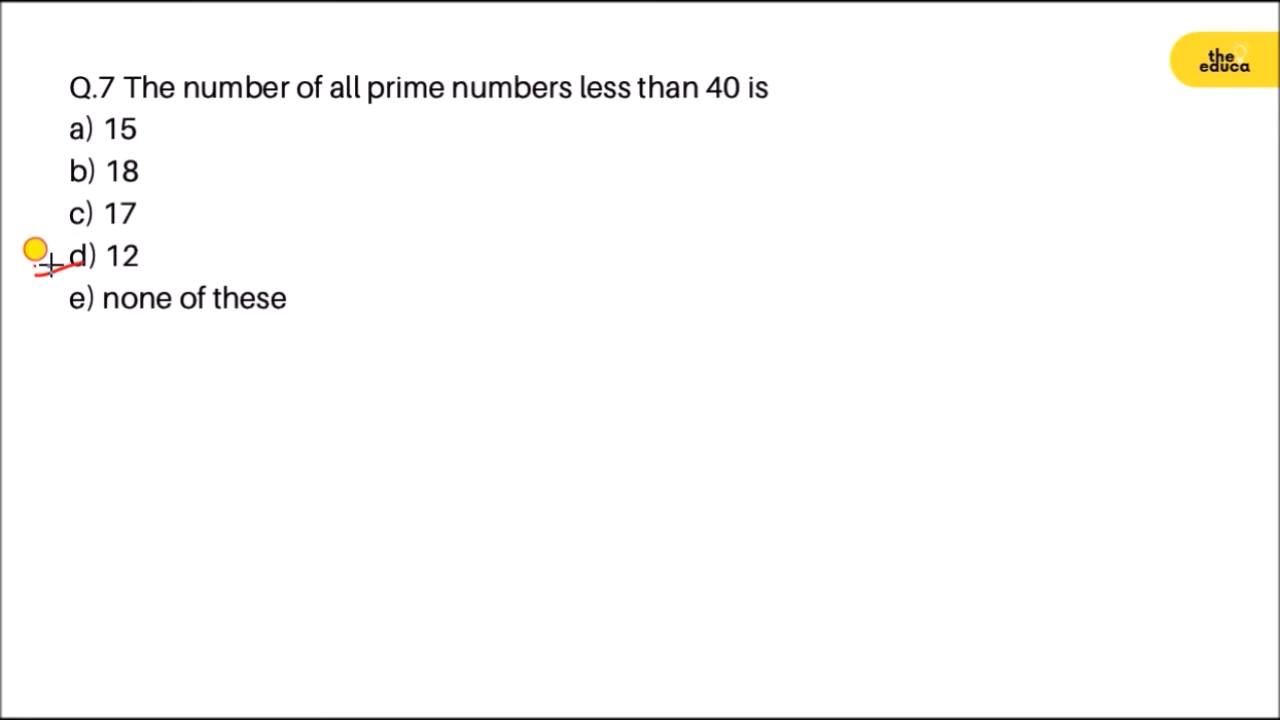 the
educa
Q.7 The number of all prime numbers less than 40 is
a) 15
b) 18
c) 17
d) 12
e) none of these